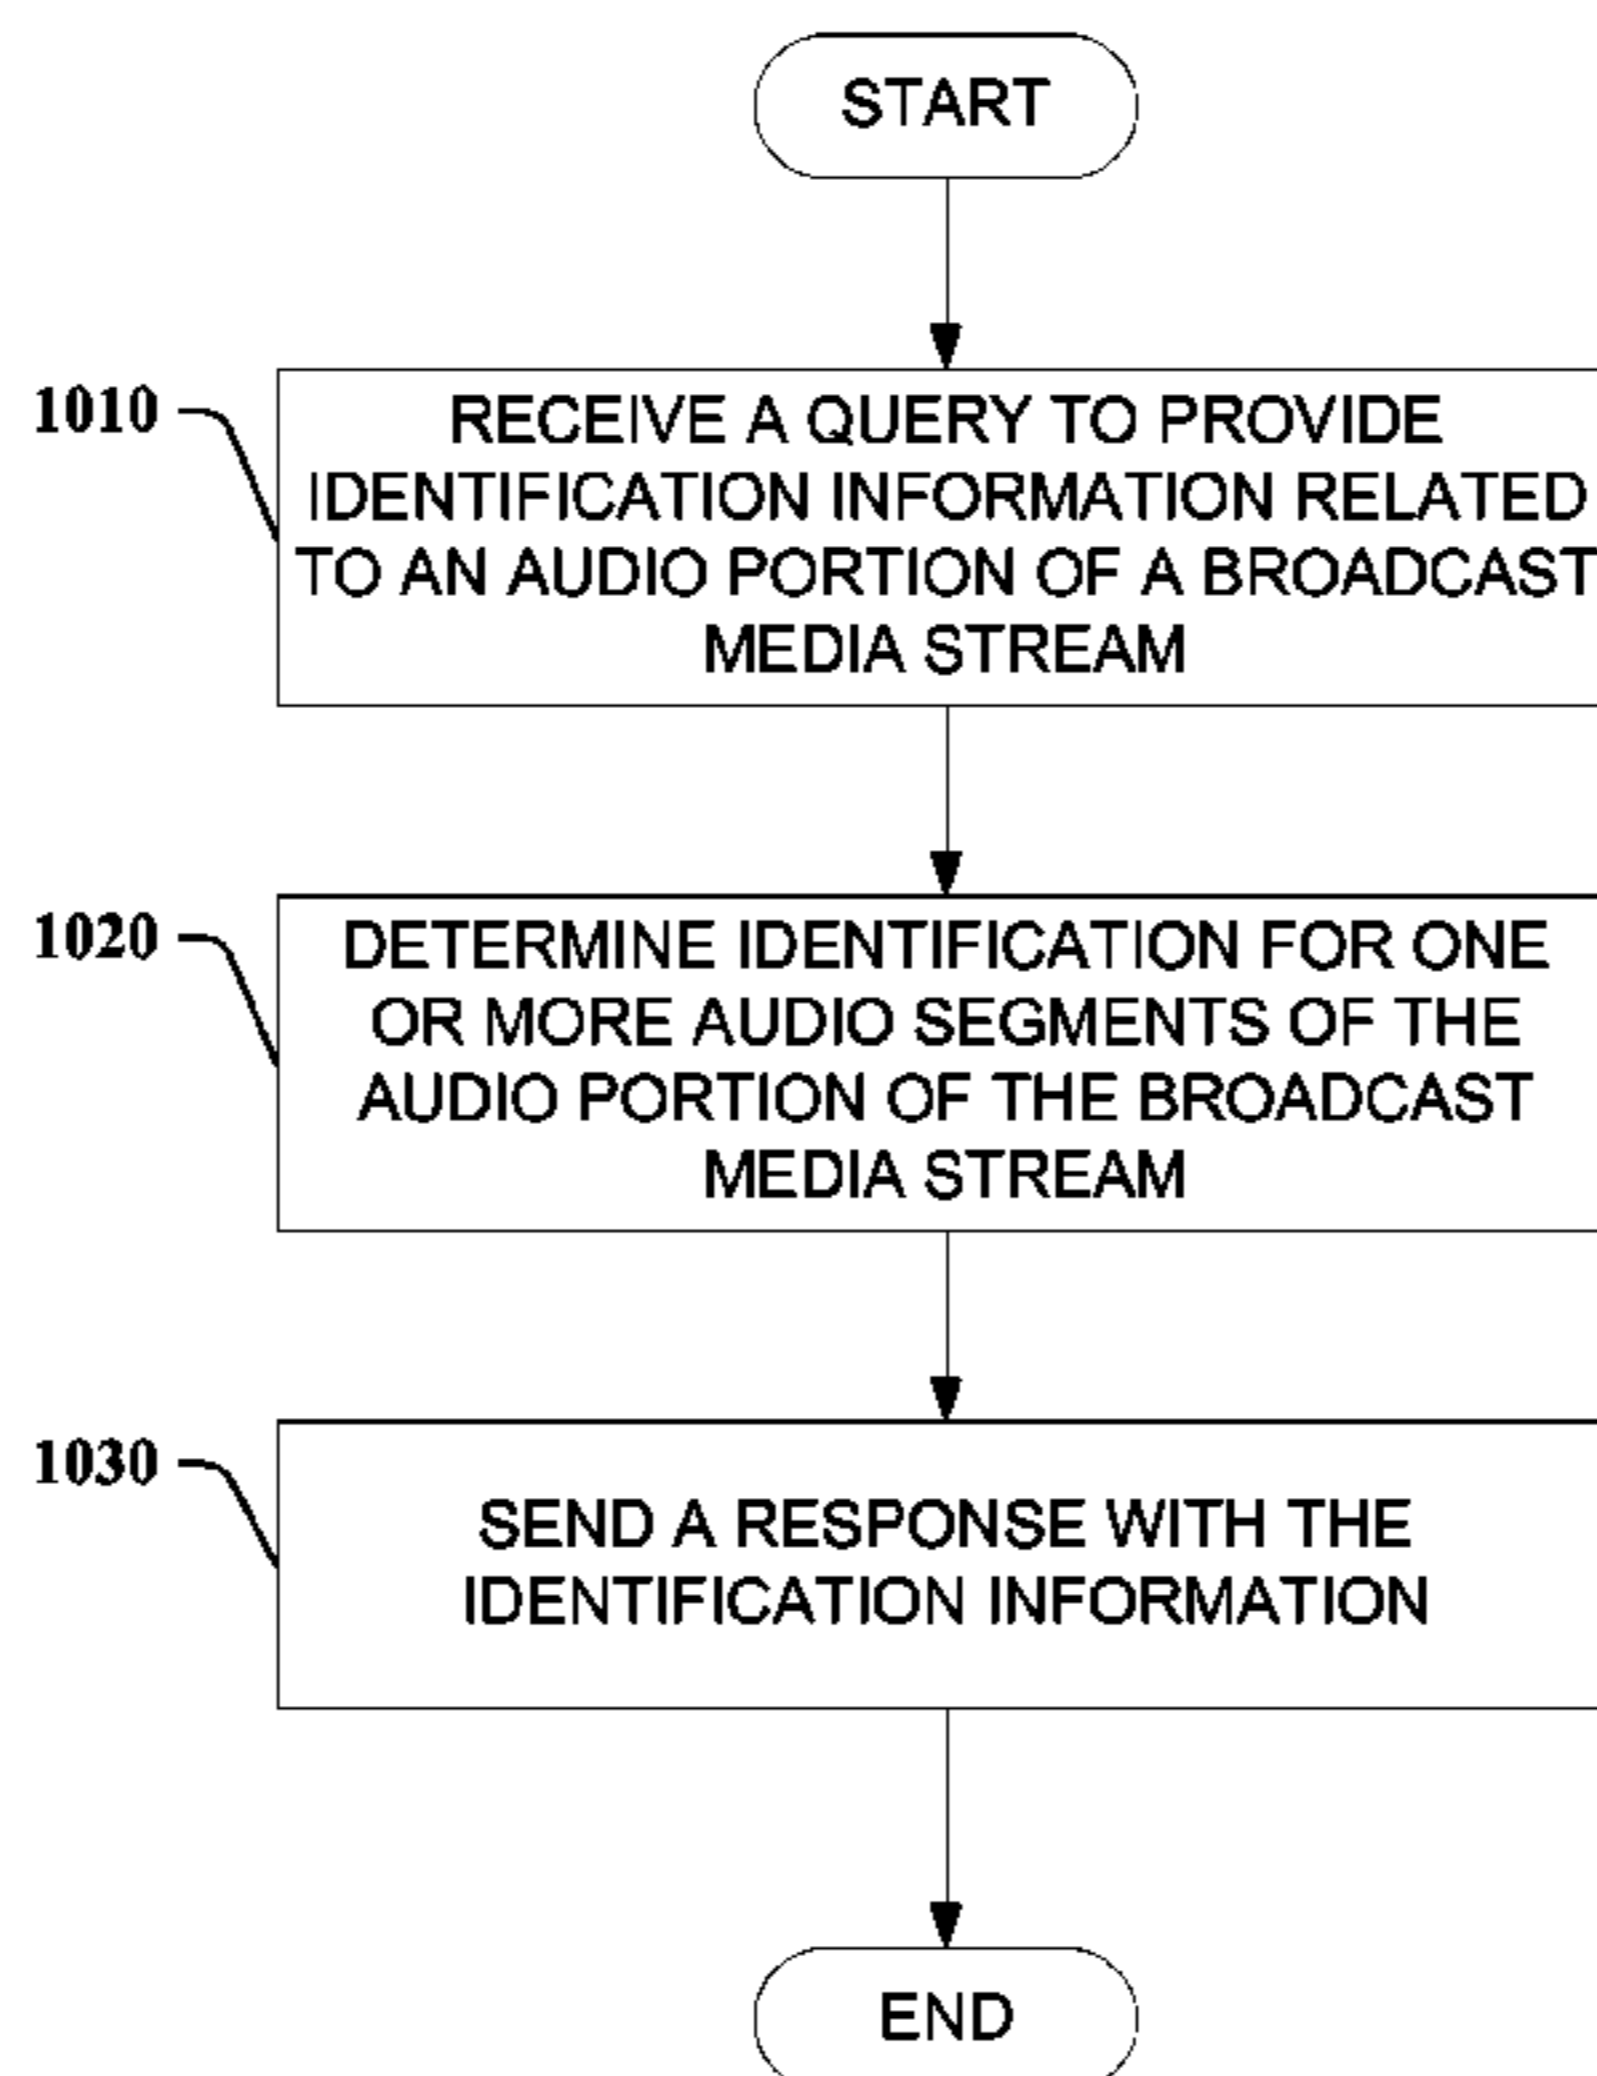 START
1010
RECEIVE A QUERY TO PROVIDE
IDENTIFICATION INFORMATION RELATED
TO AN AUDIO PORTION OF A BROADCAST
MEDIA STREAM
1020
DETERMINE IDENTIFICATION FOR ONE
OR MORE AUDIO SEGMENTS OF THE
AUDIO PORTION OF THE BROADCAST
MEDIA STREAM
1030
SEND A RESPONSE WITH THE
IDENTIFICATION INFORMATION
END